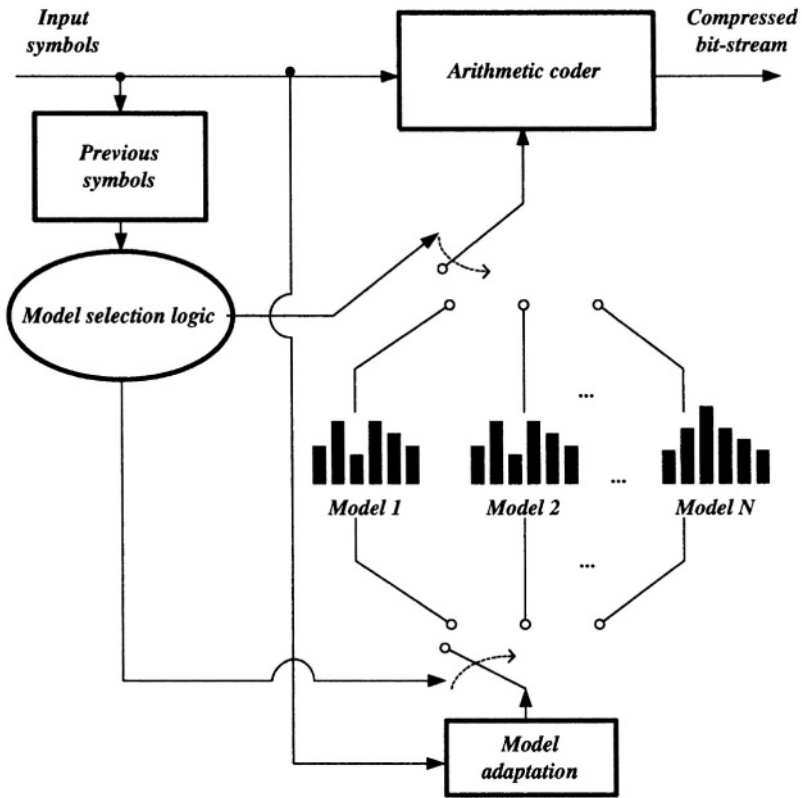 Input
symbols
Compressed
bit-stream
Arithmetic coder
Previous
symbols
Model selection logic
...
...
Model 1
Model 2
Model N
...
Model
adaptation